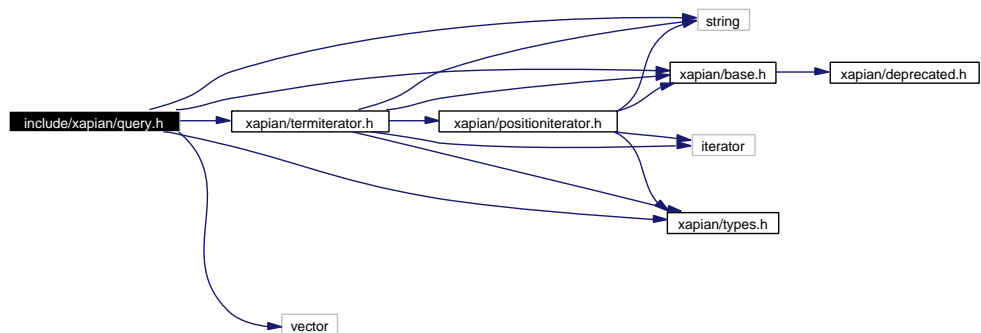 string
xapian/base.h
xapian/deprecated.h
include/xapian/query.h
xapian/termiterator.h
xapian/positioniterator.h
iterator
xapian/types.h
vector